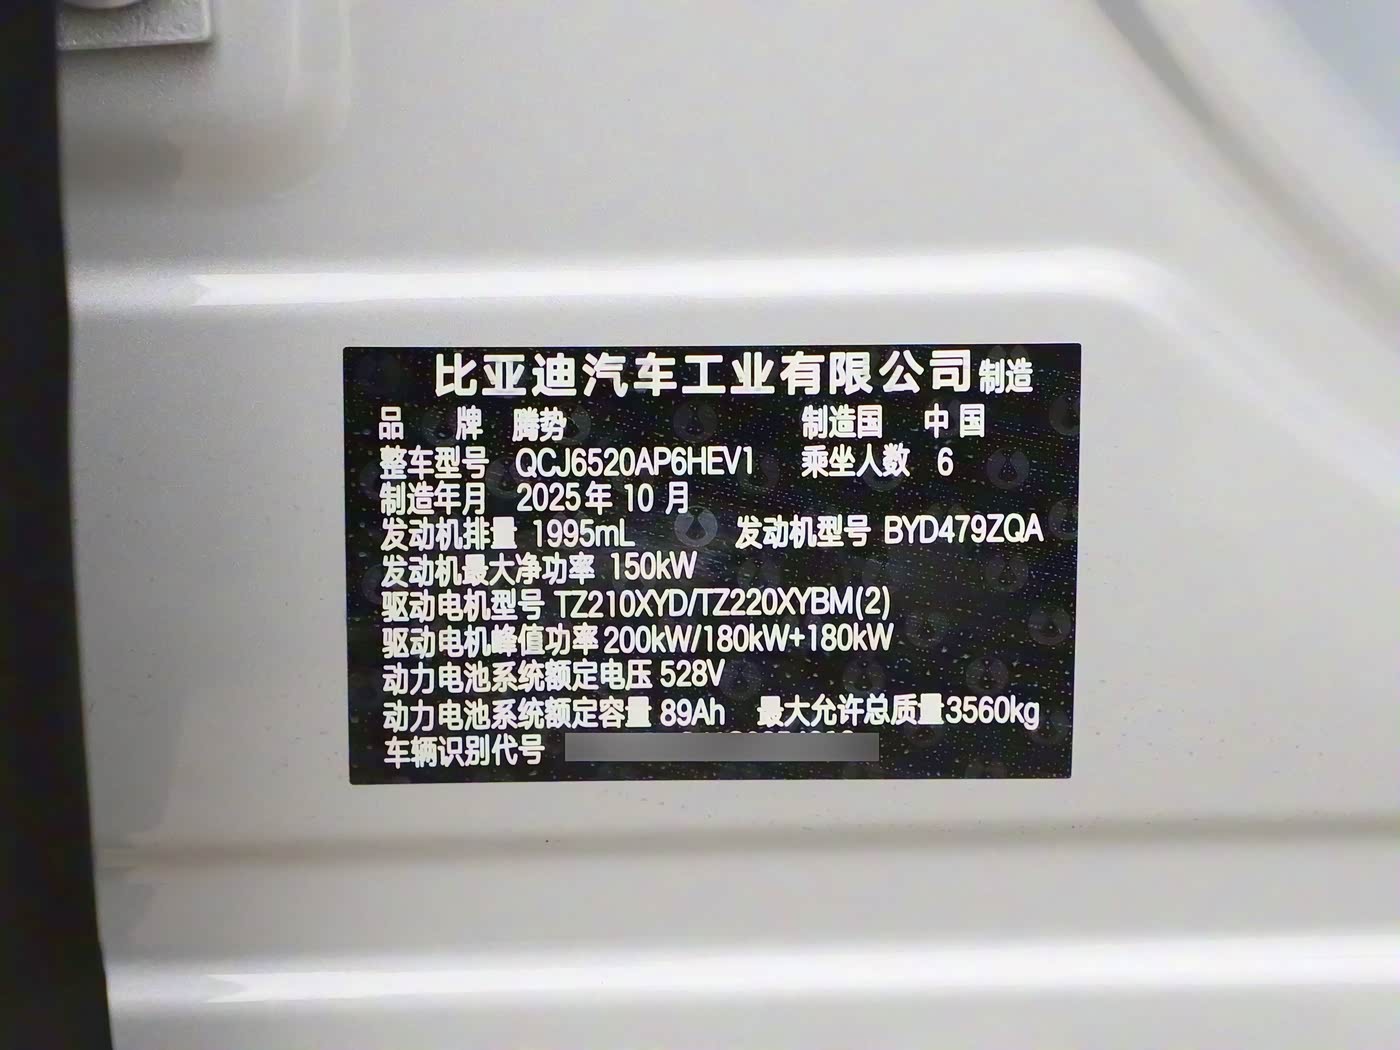 比亚迪汽车工业有限公司制造
品 牌 腾势 制造国 中国
整车型号 QCJ6520AP6HEV1 乘坐人数 6
制造年月 2025年 10 月
发动机排量 1995mL 发动机型号 BYD479ZQA
发动机最大净功率 150kW
驱动电机型号 TZ210XYD/TZ220XYBM(2)
驱动电机峰值功率 200kW/180kW+180kW
动力电池系统额定电压 528V
动力电池系统额定容量 89Ah 最大允许总质量3560kg
车辆识别代号